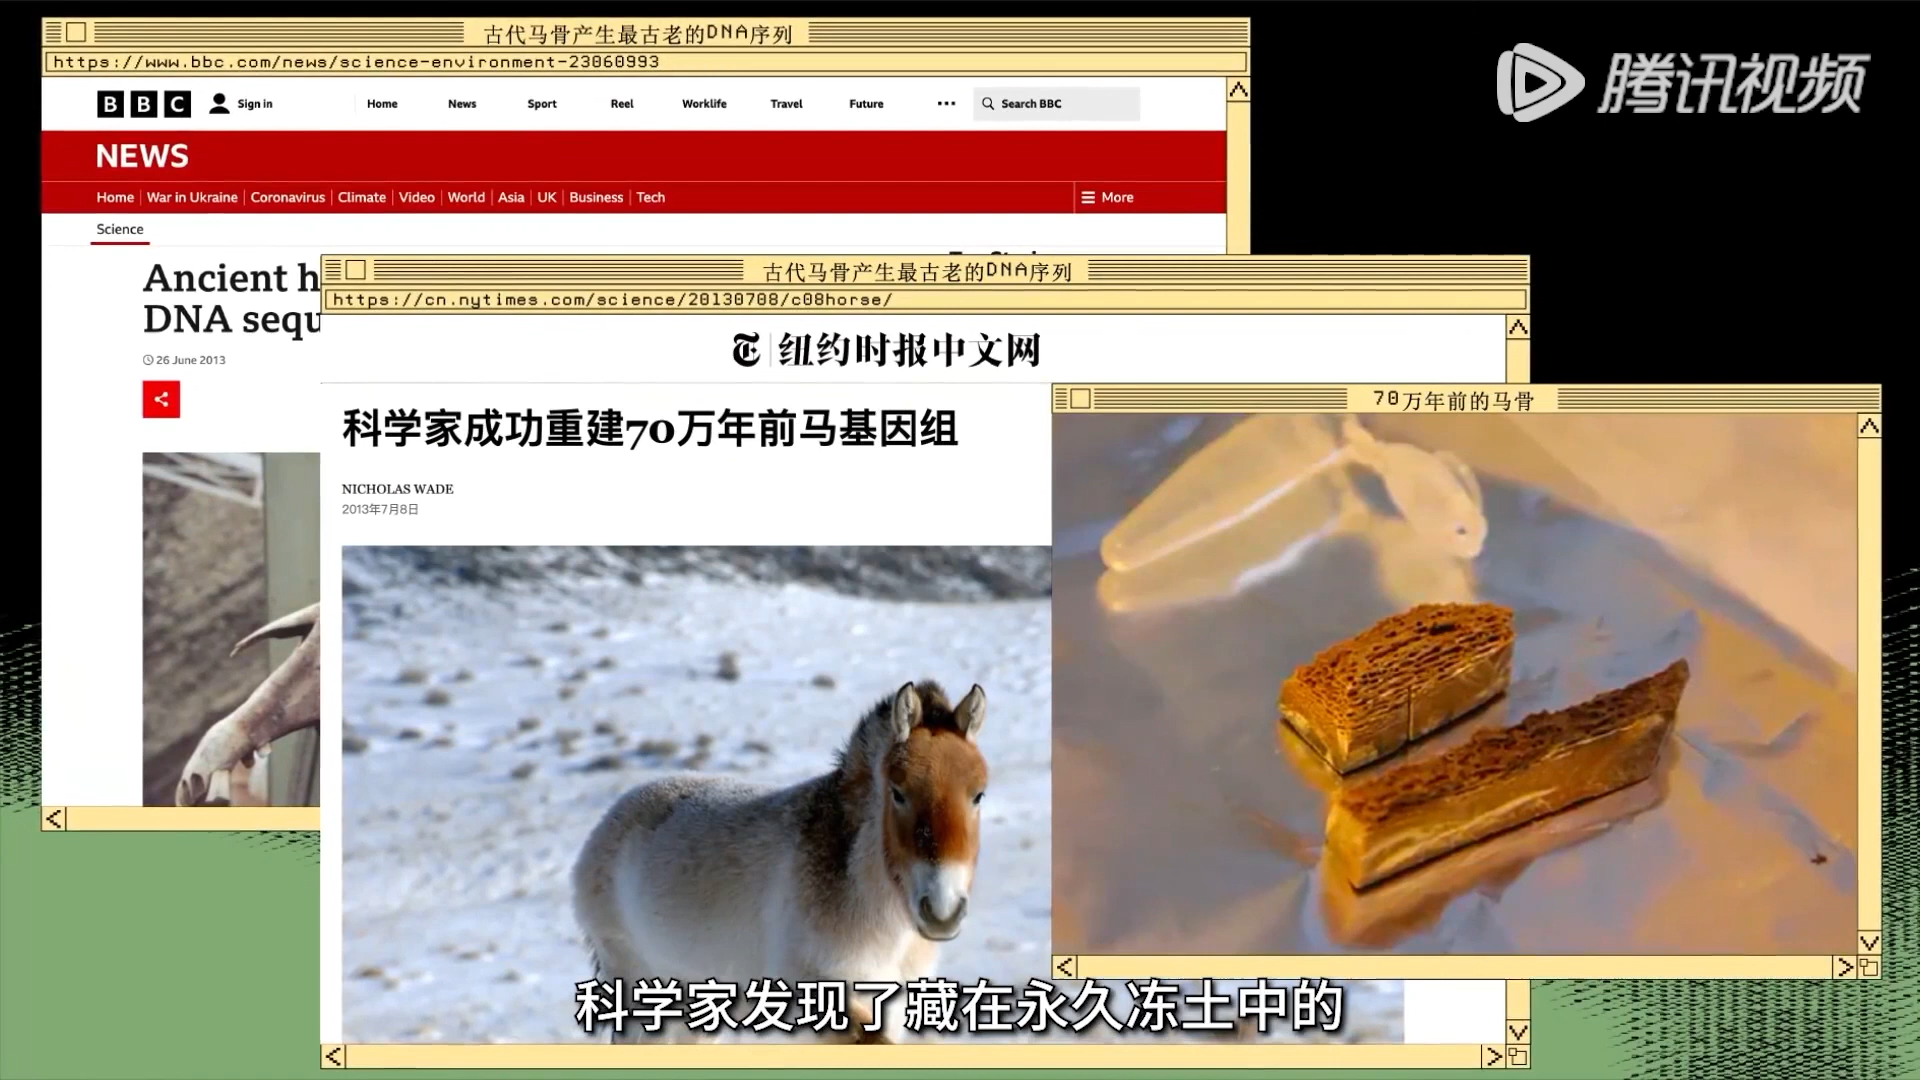 古代马骨产生最古老的DNA序列
https://www.bbc.com/news/science-environment-23060993
腾讯视频
BBC Sign in Home News Sport Reel Worklife Travel Future ••• Search BBC
NEWS
Home War in Ukraine Coronavirus Climate Video World Asia UK Business Tech More
Science
Ancient h
DNA sequ
26 June 2013
古代马骨产生最古老的DNA序列
https://cn.nytimes.com/science/20130708/c08horse/
纽约时报中文网
科学家成功重建70万年前马基因组
NICHOLAS WADE
2013年7月8日
70万年前的马骨
科学家发现了藏在永久冻土中的